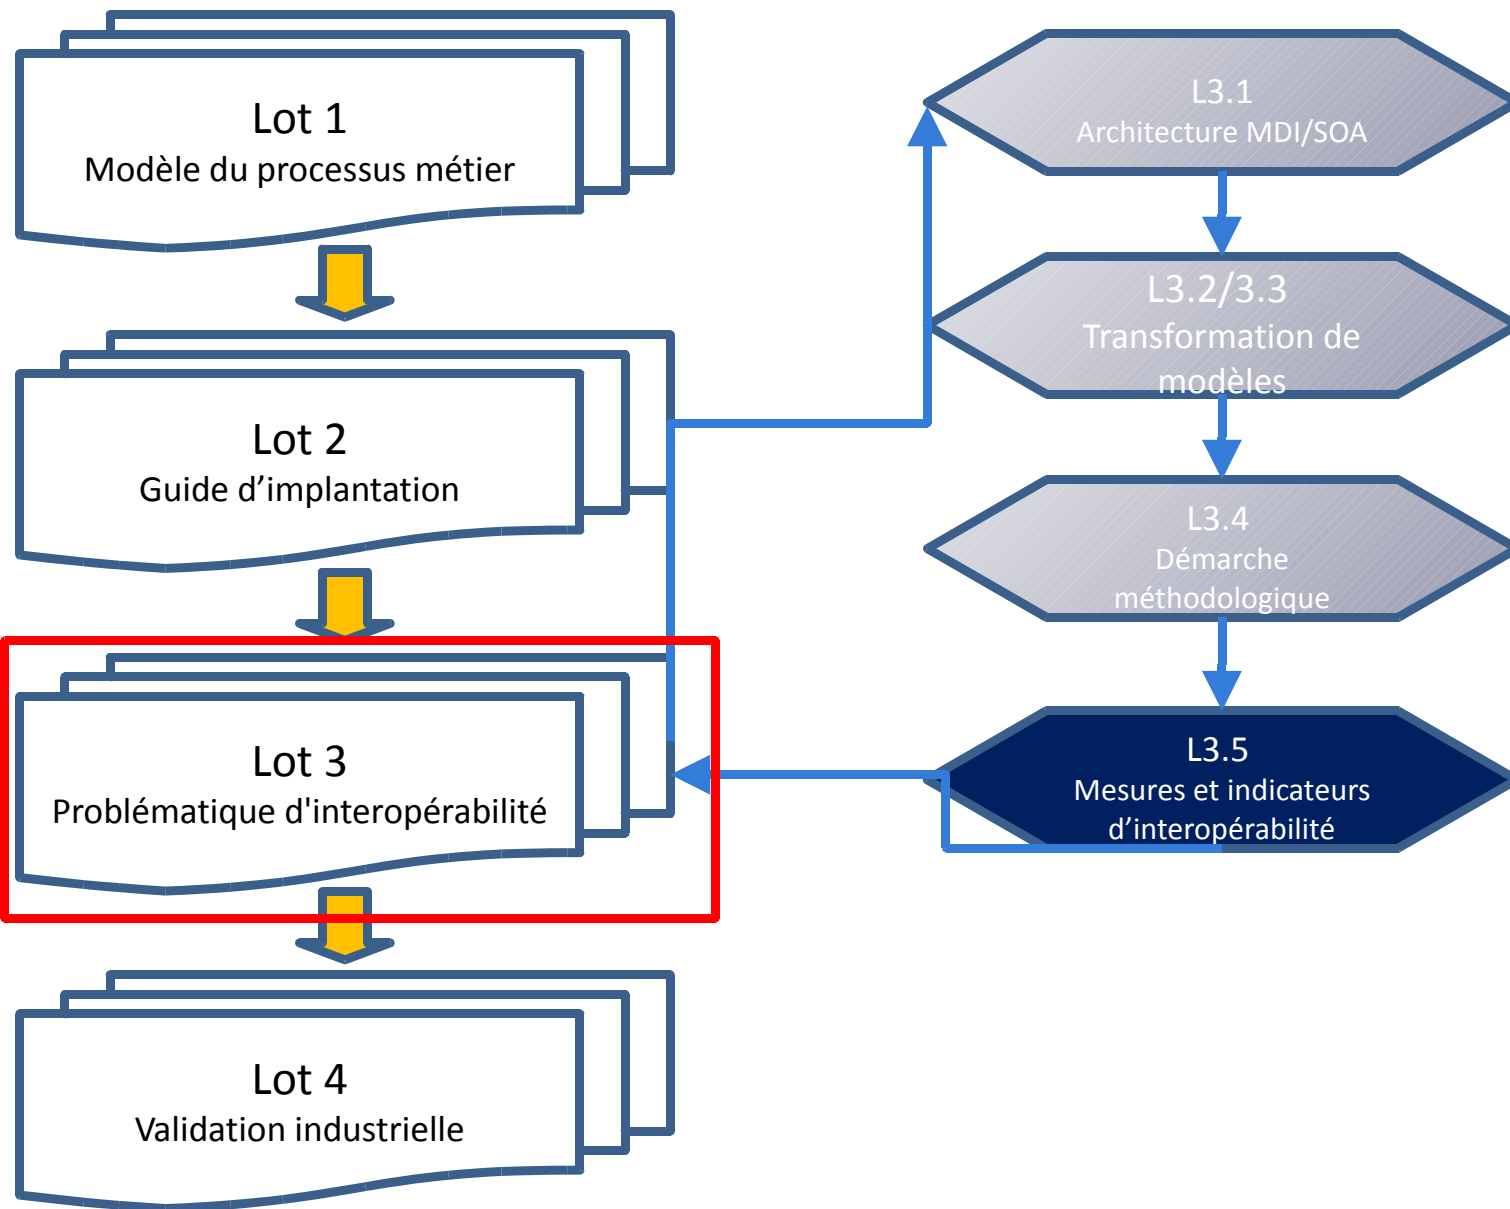 Lot 1
Modèle du processus métier
Lot 2
Guide d’implantation
Lot 3
Problématique d'interopérabilité
Lot 4
Validation industrielle
L3.1
Architecture MDI/SOA
L3.2/3.3
Transformation de
modèles
L3.4
Démarche
méthodologique
L3.5
Mesures et indicateurs
d’interopérabilité